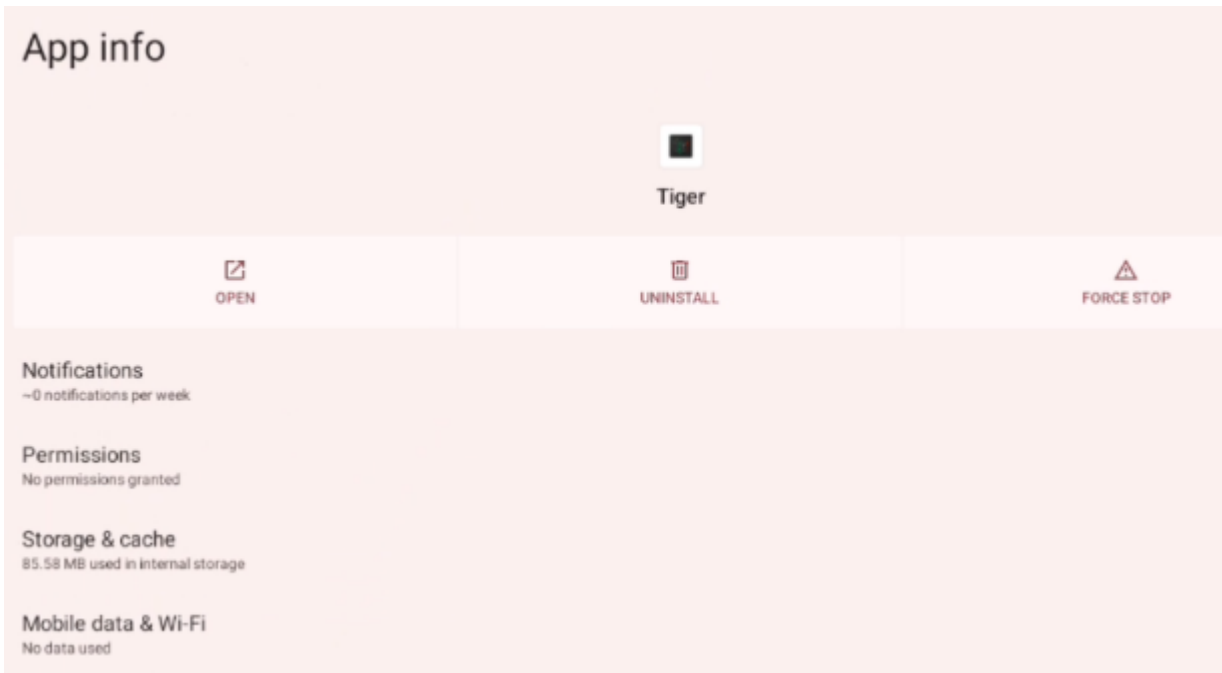 App info
Tiger
OPEN
UNINSTALL
FORCE STOP
Notifications
~0 notifications per week
Permissions
No permissions granted
Storage & cache
85.58 MB used in internal storage
Mobile data & Wi-Fi
No data used